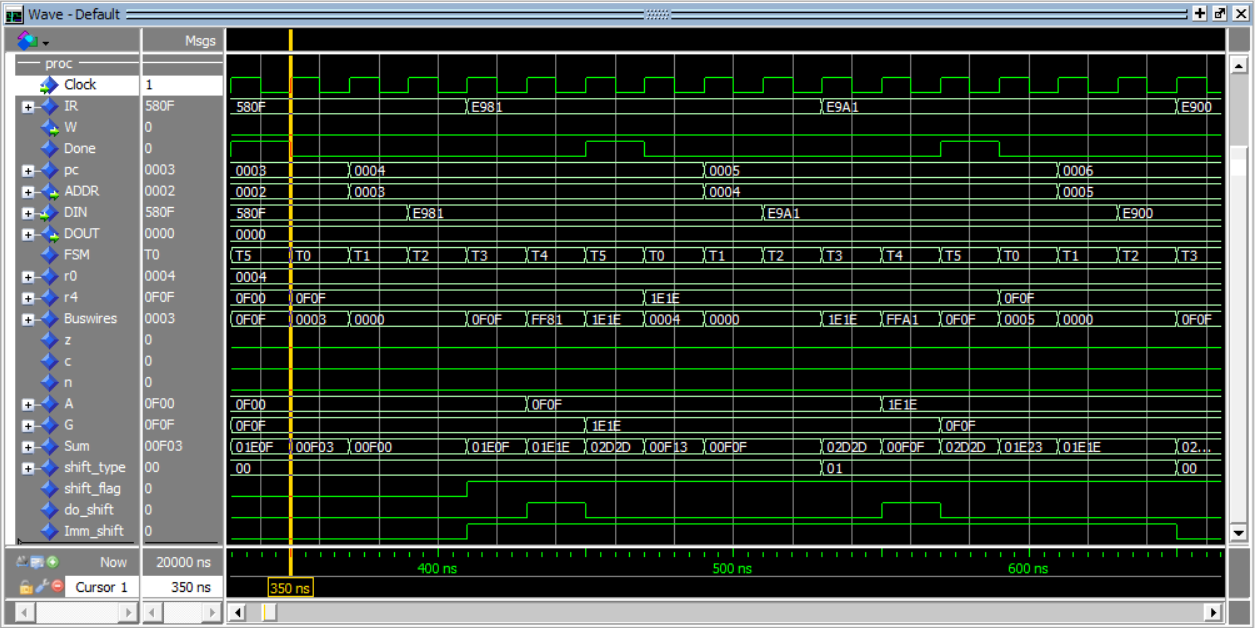 Wave - Default
Msgs
proc
Clock 1
IR 580F 580F E981 E9A1 E900
W 0
Done 0
pc 0003 0003 0004 0005 0006
ADDR 0002 0002 0003 0004 0005
DIN 580F 580F E981 E9A1 E900
DOUT 0000 0000
FSM T0 T5 T0 T1 T2 T3 T4 T5 T0 T1 T2 T3 T4 T5 T0 T1 T2 T3
r0 0004 0004
r4 0F0F 0F00 0F0F 1E1E 0F0F
Buswires 0003 0F0F 0003 0000 0F0F FF81 1E1E 0004 0000 1E1E FFA1 0F0F 0005 0000 0F0F
z 0
c 0
n 0
A 0F00 0F00 0F0F 1E1E
G 0F0F 0F0F 1E1E 0F0F
Sum 00F03 01E0F 00F03 00F00 01E0F 01E1E 02D2D 00F13 00F0F 02D2D 00F0F 02D2D 01E23 01E1E 02...
shift_type 00 00 01 00
shift_flag 0
do_shift 0
Imm_shift 0
Now 20000 ns 400 ns 500 ns 600 ns
Cursor 1 350 ns 350 ns